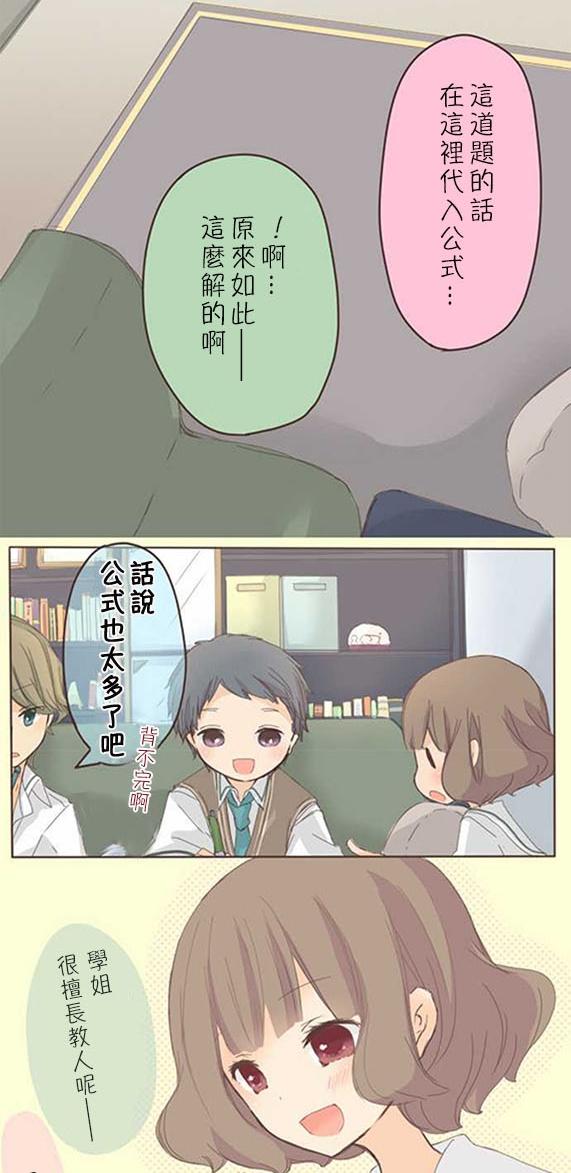 這道題的話
在這裡代入公式…
！啊…
原來如此——
這麼解的啊
話說
公式也太多了吧
背不完啊
學姐
很擅長教人呢——